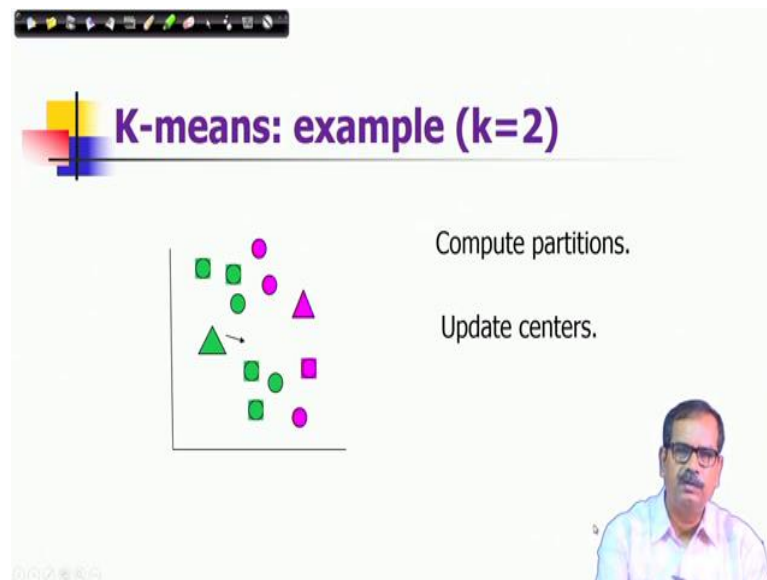 K-means: example (k=2)
Compute partitions.
Update centers.